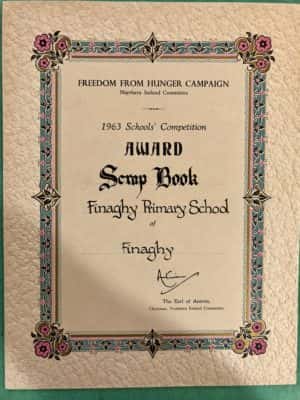 FREEDOM FROM HUNGER CAMPAIGN
Northern Ireland Committee
1963 Schools' Competition
AWARD
Scrap Book
Finaghy Primary School
of
Finaghy
The Earl of Antrim,
Chairman, Northern Ireland Committee